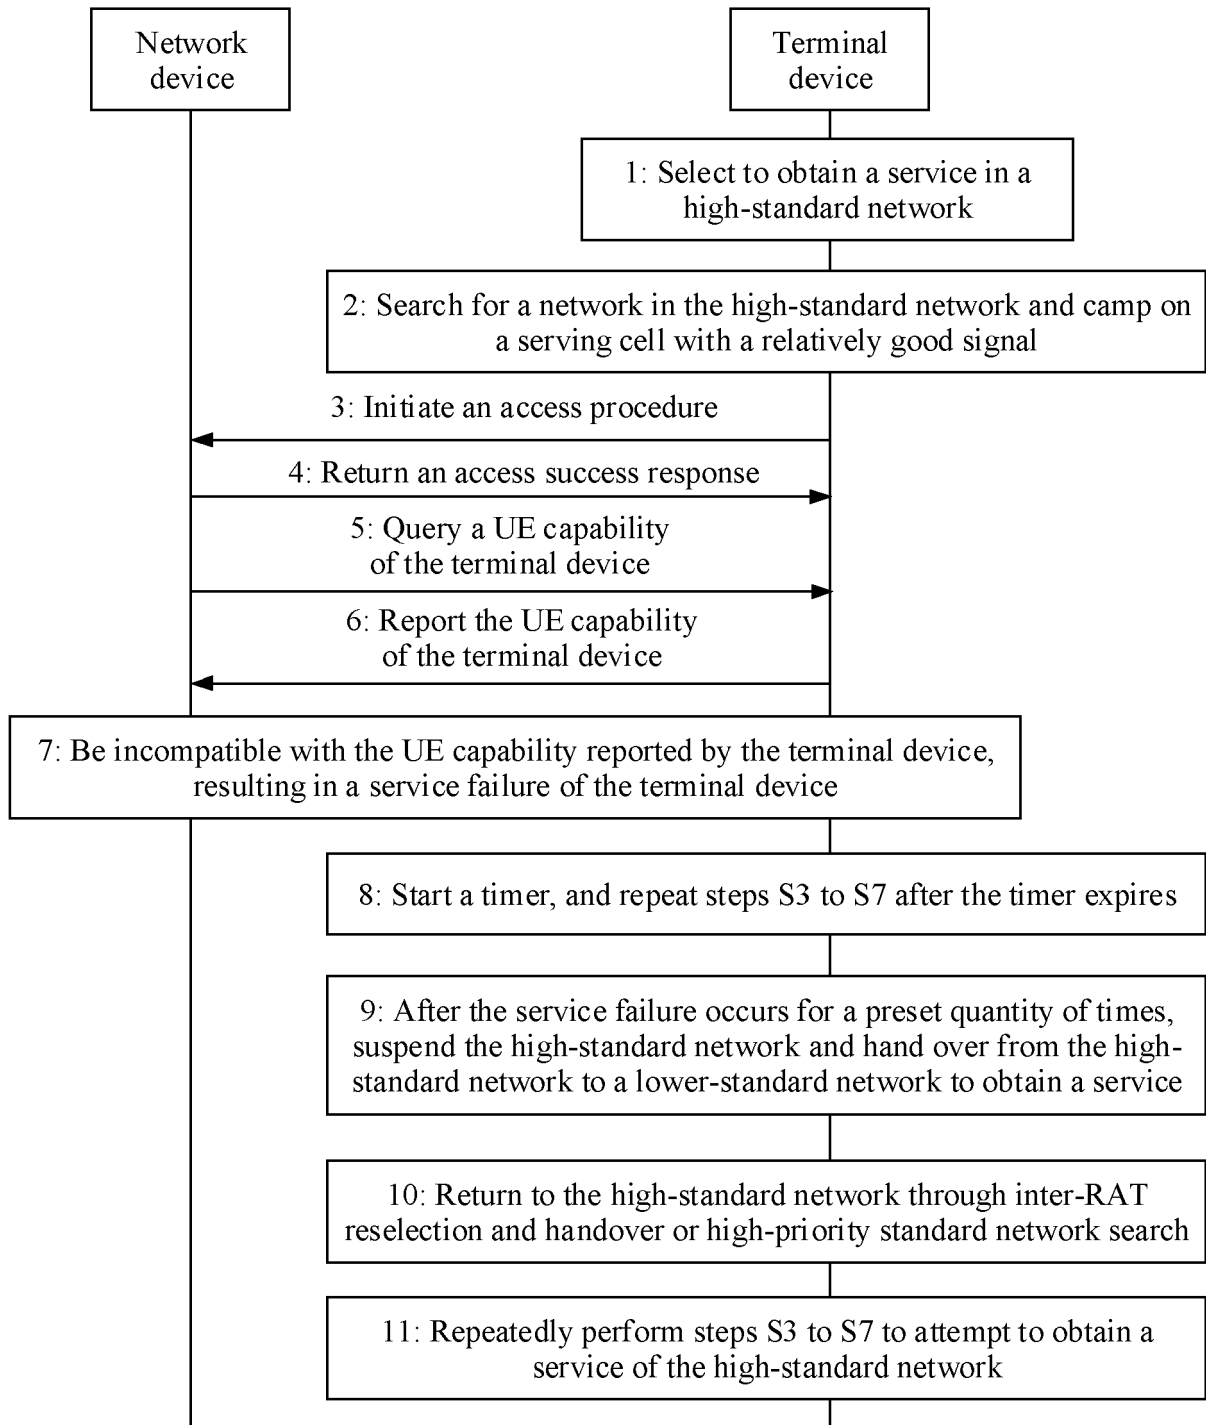 Network
device
Terminal
device
1: Select to obtain a service in a
high-standard network
2: Search for a network in the high-standard network and camp on
a serving cell with a relatively good signal
3: Initiate an access procedure
4: Return an access success response
5: Query a UE capability
of the terminal device
6: Report the UE capability
of the terminal device
7: Be incompatible with the UE capability reported by the terminal device,
resulting in a service failure of the terminal device
8: Start a timer, and repeat steps S3 to S7 after the timer expires
9: After the service failure occurs for a preset quantity of times,
suspend the high-standard network and hand over from the high-
standard network to a lower-standard network to obtain a service
10: Return to the high-standard network through inter-RAT
reselection and handover or high-priority standard network search
11: Repeatedly perform steps S3 to S7 to attempt to obtain a
service of the high-standard network